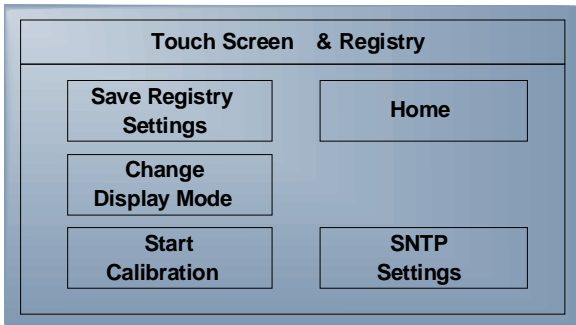 Touch Screen & Registry
Save Registry
Settings
Home
Change
Display Mode
Start
Calibration
SNTP
Settings